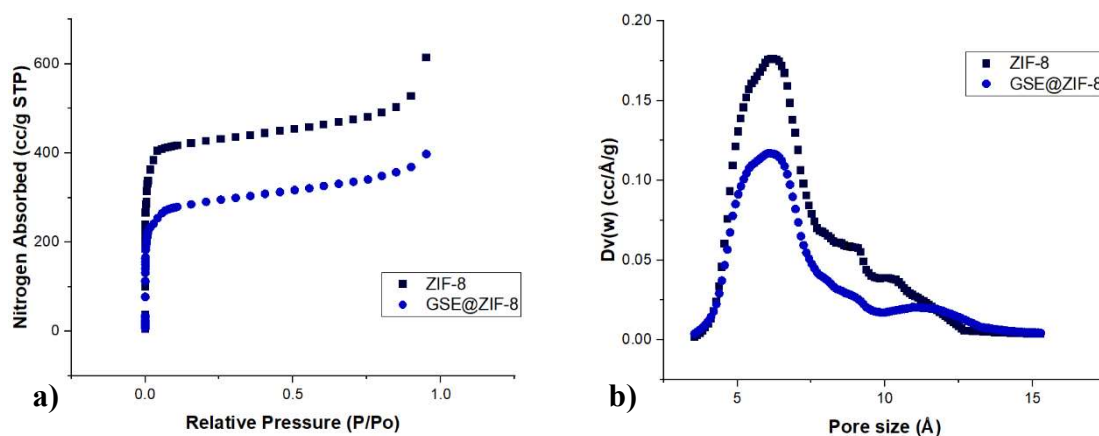 Nitrogen Absorbed (cc/g STP)
600
400
200
0
ZIF-8
GSE@ZIF-8
0.0
0.5
1.0
Relative Pressure (P/Po)
a)
Dv(w) (cc/Å/g)
0.20
0.15
0.10
0.05
0.00
ZIF-8
GSE@ZIF-8
5
10
15
Pore size (Å)
b)